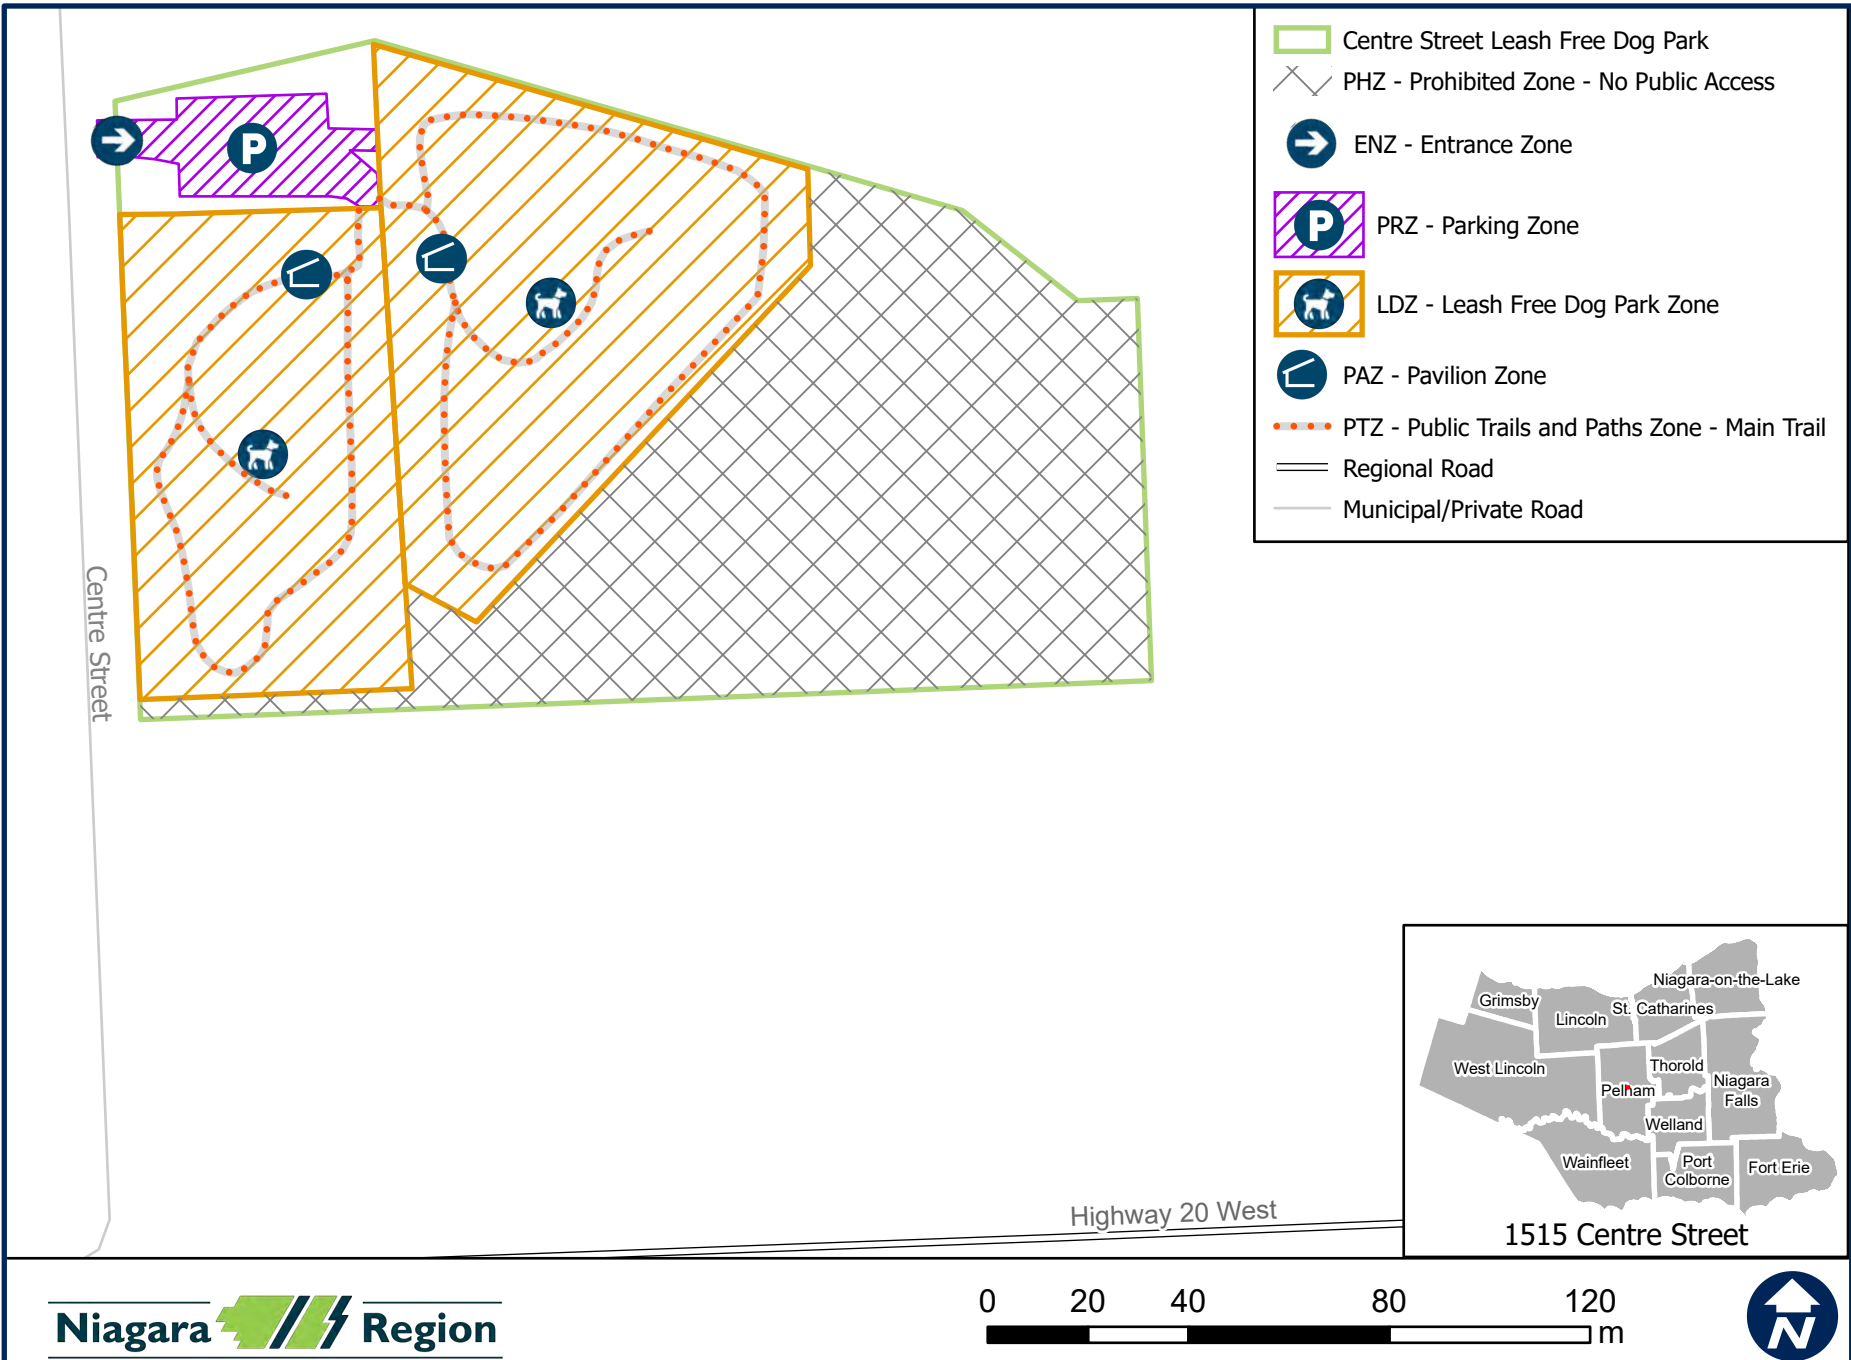 Centre Street Leash Free Dog Park
PHZ - Prohibited Zone - No Public Access
ENZ - Entrance Zone
P
PRZ - Parking Zone
LDZ - Leash Free Dog Park Zone
PAZ - Pavilion Zone
PTZ - Public Trails and Paths Zone - Main Trail
Regional Road
Municipal/Private Road
P
Centre Street
Highway 20 West
Niagara-on-the-Lake
Grimsby
St. Catharines
Lincoln
West Lincoln
Thorold
Pelham
Niagara
Falls
Welland
Wainfleet
Port
Colborne
Fort Erie
1515 Centre Street
Niagara Region
0 20 40 80 120
m
N